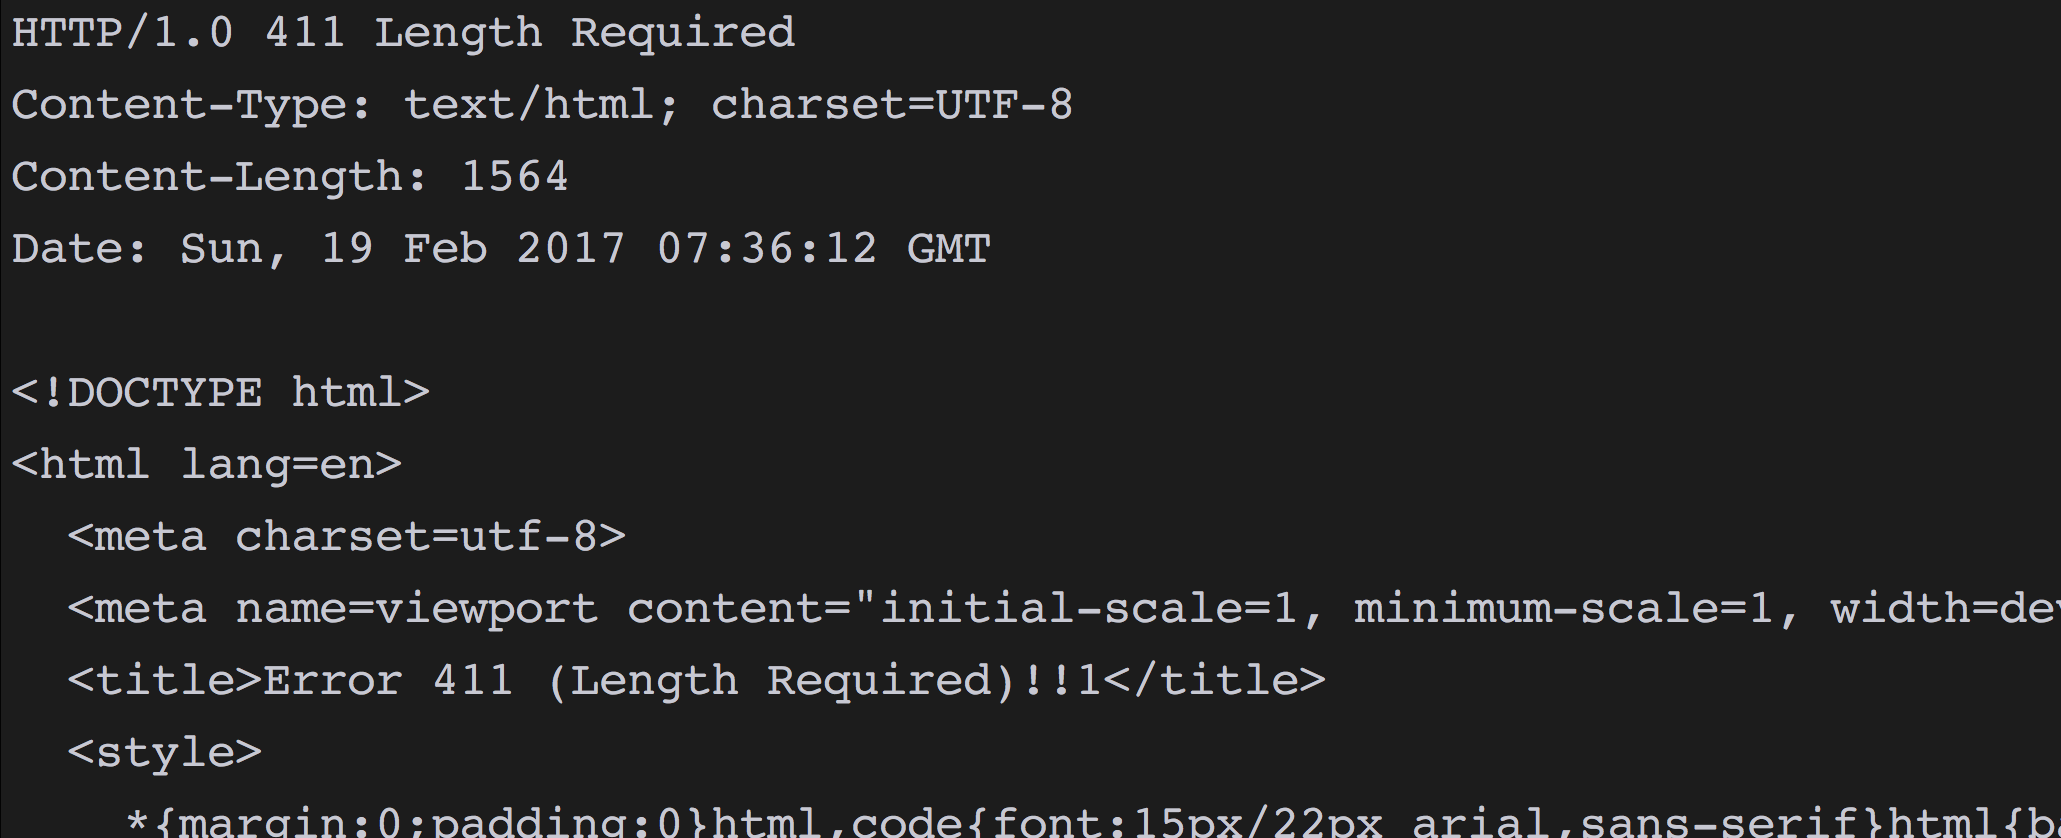 HTTP/1.0 411 Length Required
Content-Type: text/html; charset=UTF-8
Content-Length: 1564
Date: Sun, 19 Feb 2017 07:36:12 GMT
<!DOCTYPE html>
<html lang=en>
<meta charset=utf-8>
<meta name=viewport content="initial-scale=1, minimum-scale=1, width=dev
<title>Error 411 (Length Required)!!1</title>
<style>
*{margin:0;padding:0}html,code{font:15px/22px arial,sans-serif}html{b